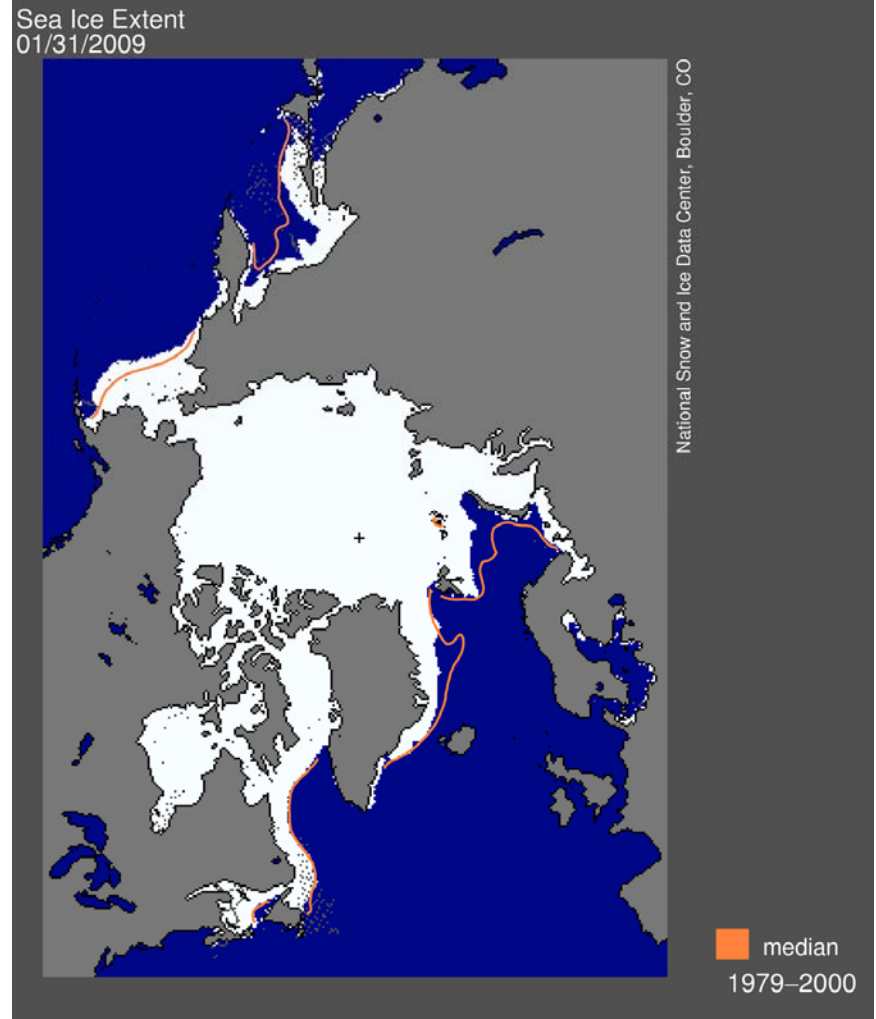 Sea Ice Extent
01/31/2009
National Snow and Ice Data Center, Boulder, CO
median
1979–2000